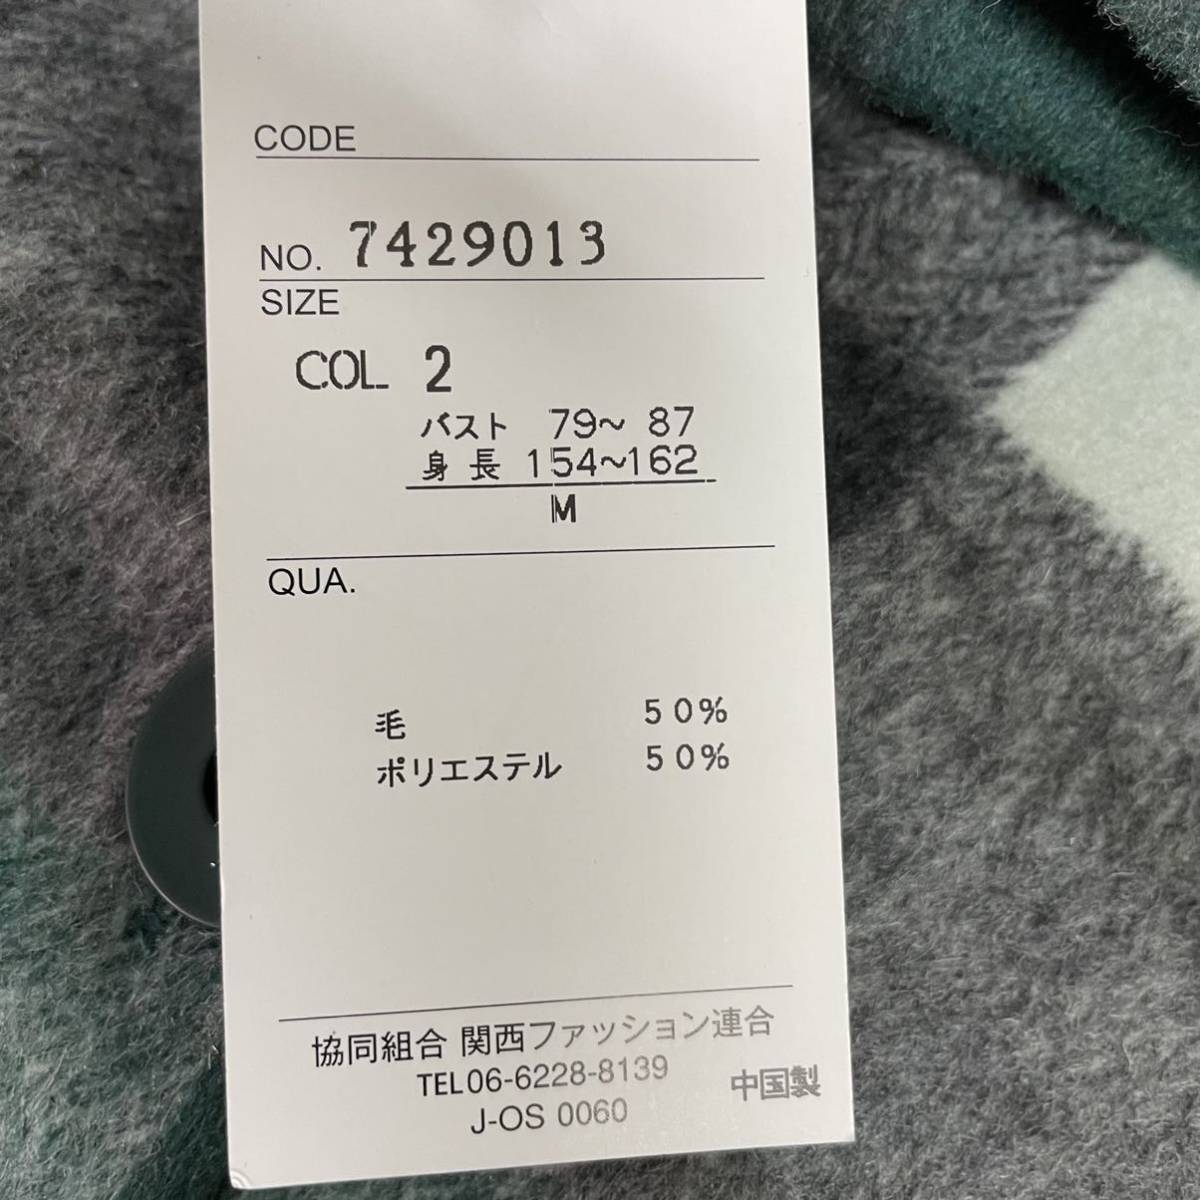 CODE
NO. 7429013
SIZE
COL 2
バスト 79~ 87
身長 154~162
M
QUA.
毛 50%
ポリエステル 50%
協同組合 関西ファッション連合
TEL06-6228-8139
中国製
J-OS 0060